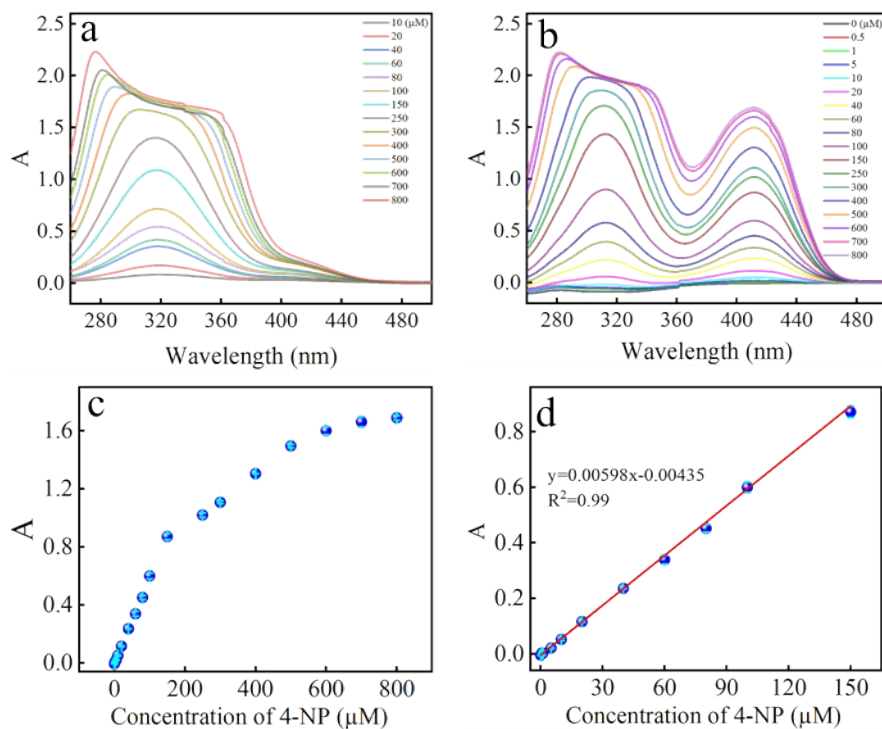 a
2.5
2.0
1.5
1.0
0.5
0.0
A
280 320 360 400 440 480
Wavelength (nm)
10 (μM)
20
40
60
80
100
150
250
300
400
500
600
700
800
b
2.5
2.0
1.5
1.0
0.5
0.0
A
280 320 360 400 440 480
Wavelength (nm)
0 (μM)
0.5
1
5
10
20
40
60
80
100
150
250
300
400
500
600
700
800
c
1.6
1.2
0.8
0.4
0.0
A
0 200 400 600 800
Concentration of 4-NP (μM)
d
0.8
0.6
0.4
0.2
0.0
A
y=0.00598x-0.00435
R²=0.99
0 30 60 90 120 150
Concentration of 4-NP (μM)